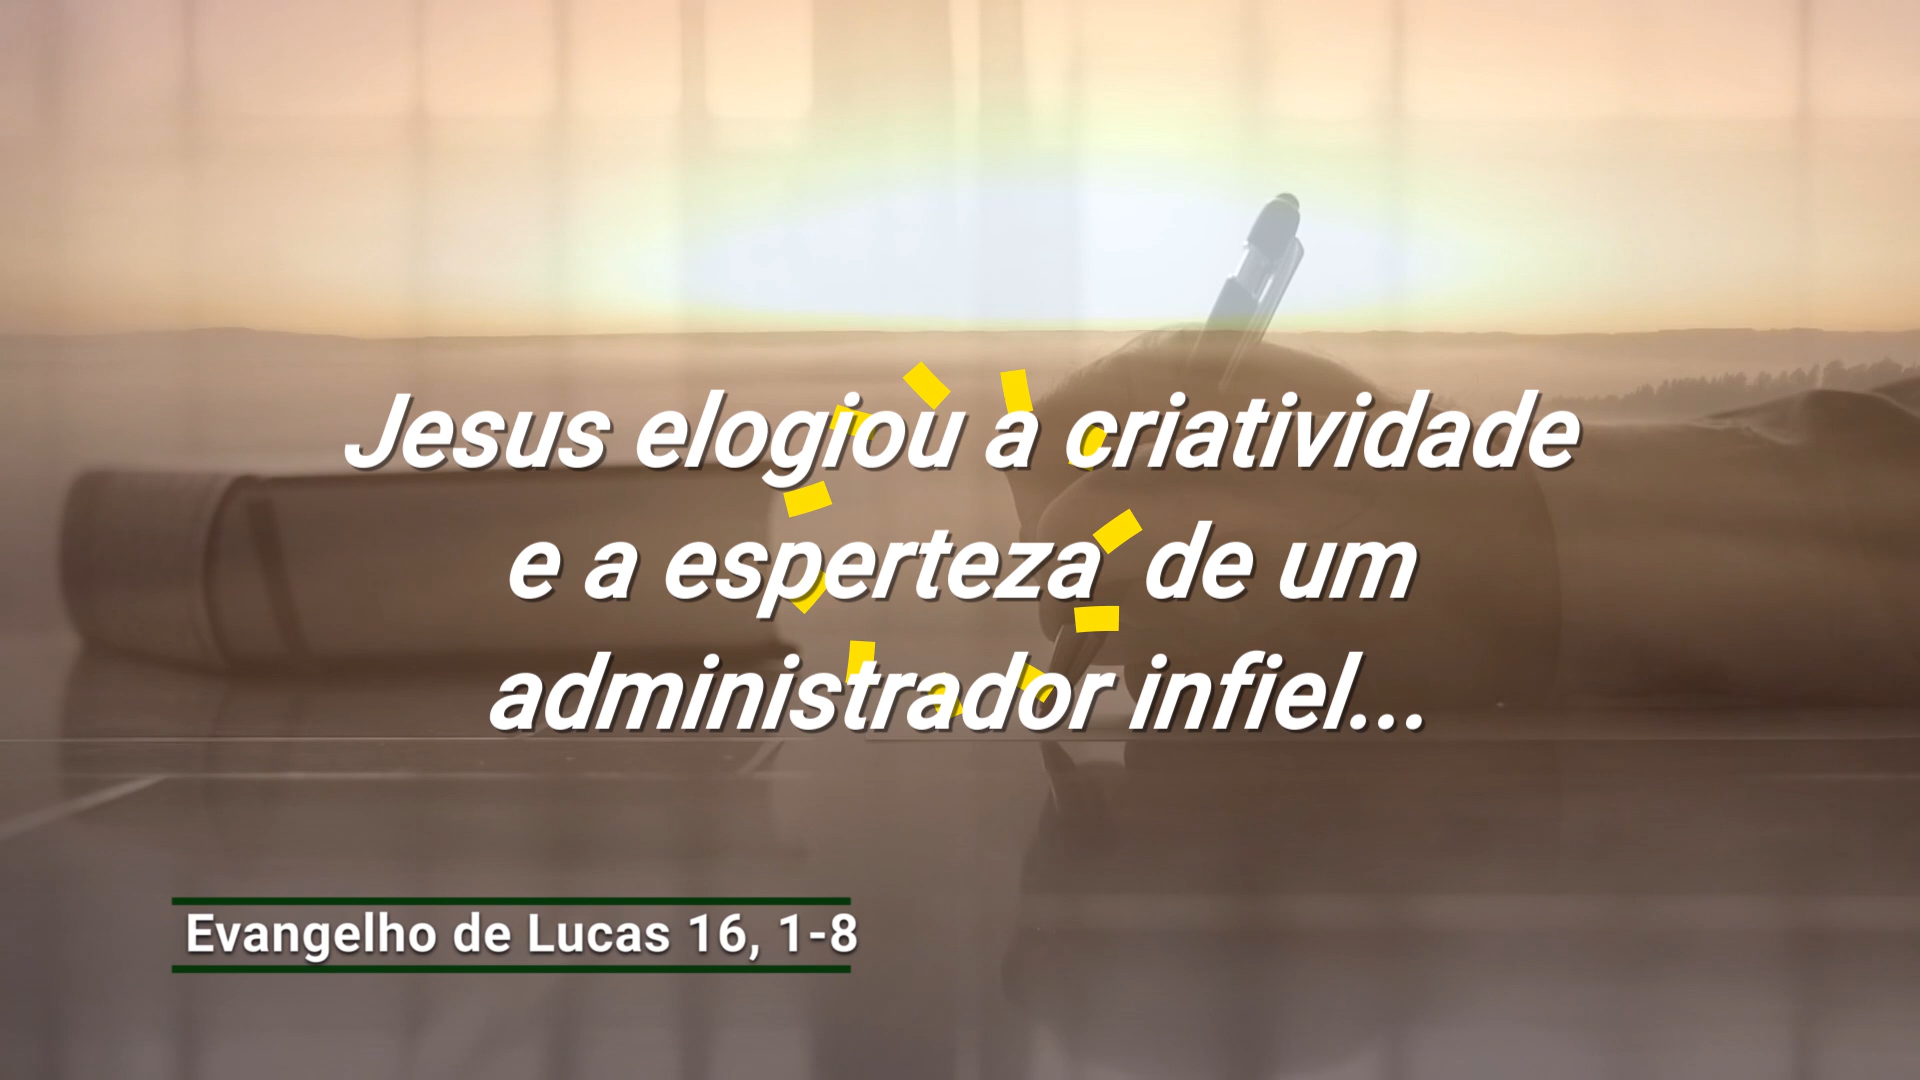 Jesus elogiou a criatividade
e a esperteza de um
administrador infiel...
Evangelho de Lucas 16, 1-8